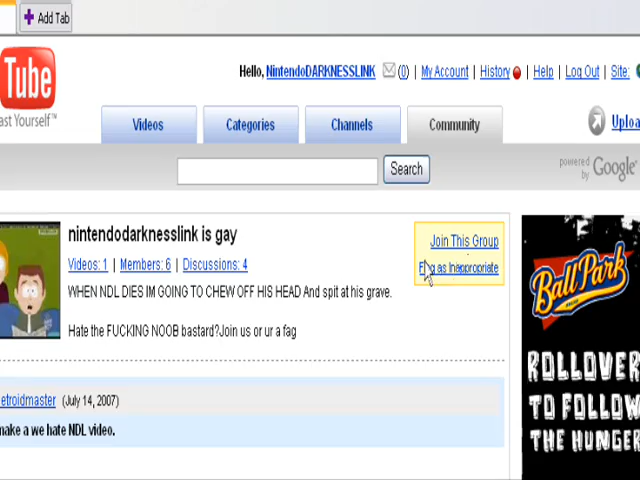 Add Tab
Tube
ast Yourself™
Hello, NintendoDARKNESSLINK (0) | My Account | History | Help | Log Out | Site:
Videos Categories Channels Community
Uploa
Search
powered by Google™
nintendodarknesslink is gay
Join This Group
Videos: 1 | Members: 6 | Discussions: 4
Flag as Inappropriate
WHEN NDL DIES IM GOING TO CHEW OFF HIS HEAD And spit at his grave.
Hate the FUCKING NOOB bastard?Join us or ur a fag
etroidmaster (July 14, 2007)
make a we hate NDL video.
Ball Park
ROLLOVER
TO FOLLOW
THE HUNGER